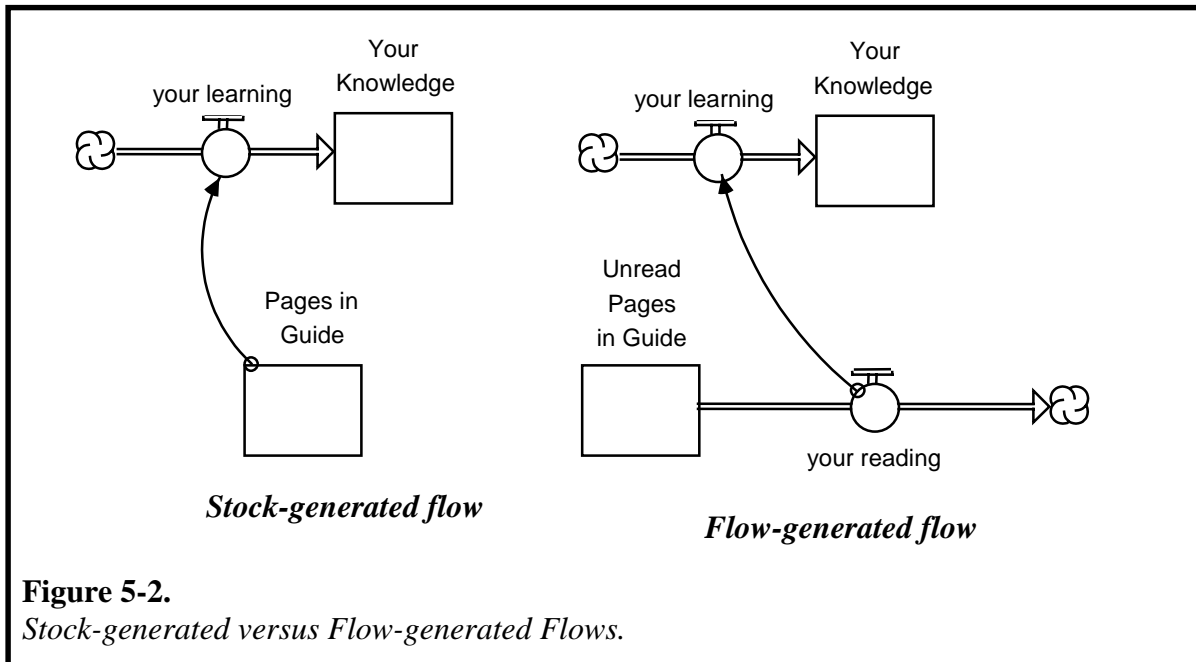 Your
Knowledge
your learning
Pages in
Guide
Stock-generated flow
Your
Knowledge
your learning
Unread
Pages
in Guide
your reading
Flow-generated flow
Figure 5-2.
Stock-generated versus Flow-generated Flows.